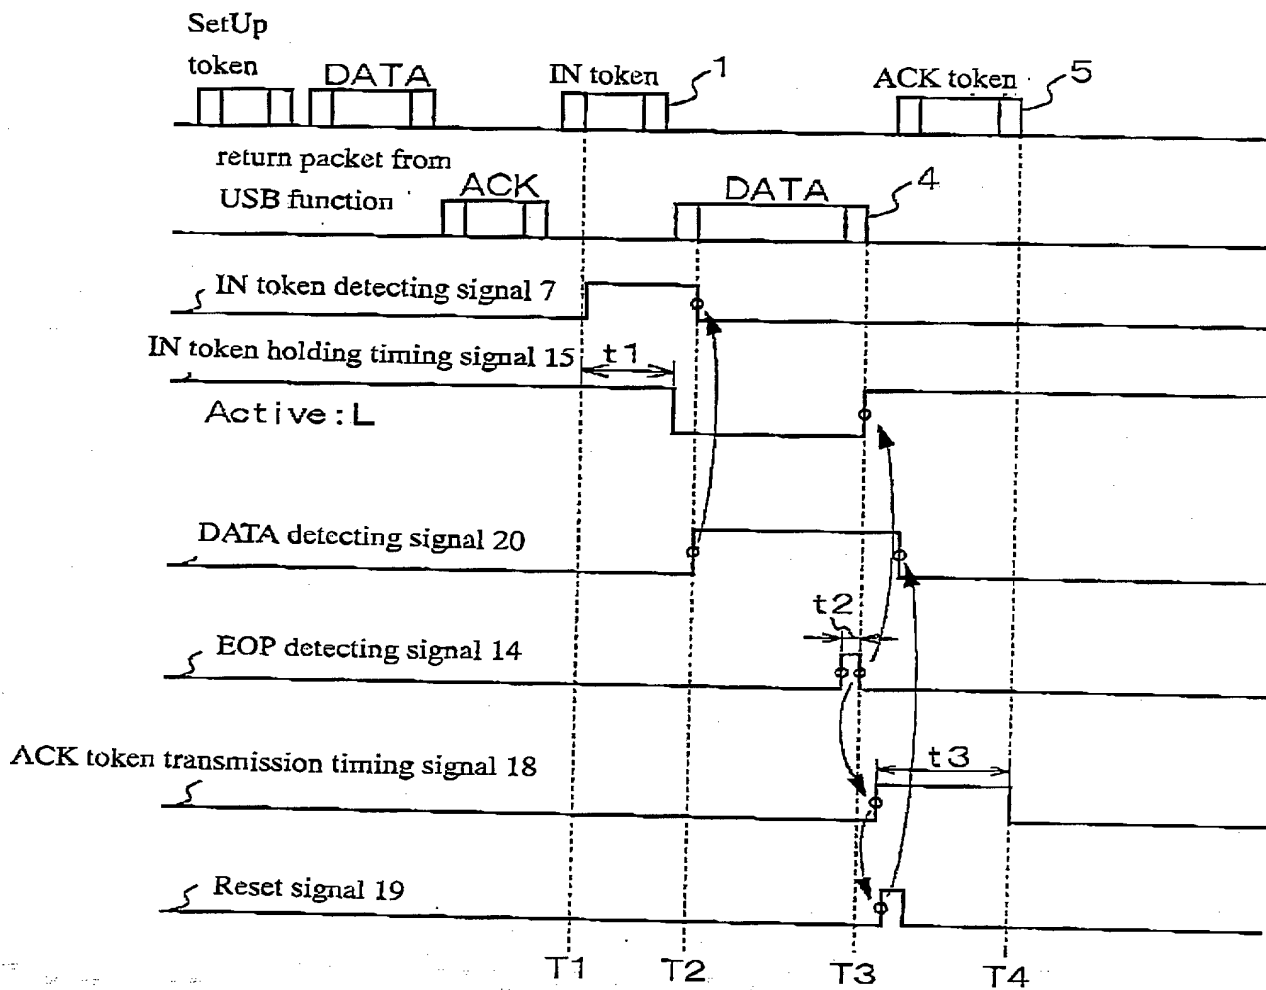 SetUp
token
DATA
IN token
1
ACK token
5
return packet from
USB function
ACK
DATA
4
IN token detecting signal 7
IN token holding timing signal 15
t1
Active:L
DATA detecting signal 20
t2
EOP detecting signal 14
ACK token transmission timing signal 18
t3
Reset signal 19
T1
T2
T3
T4